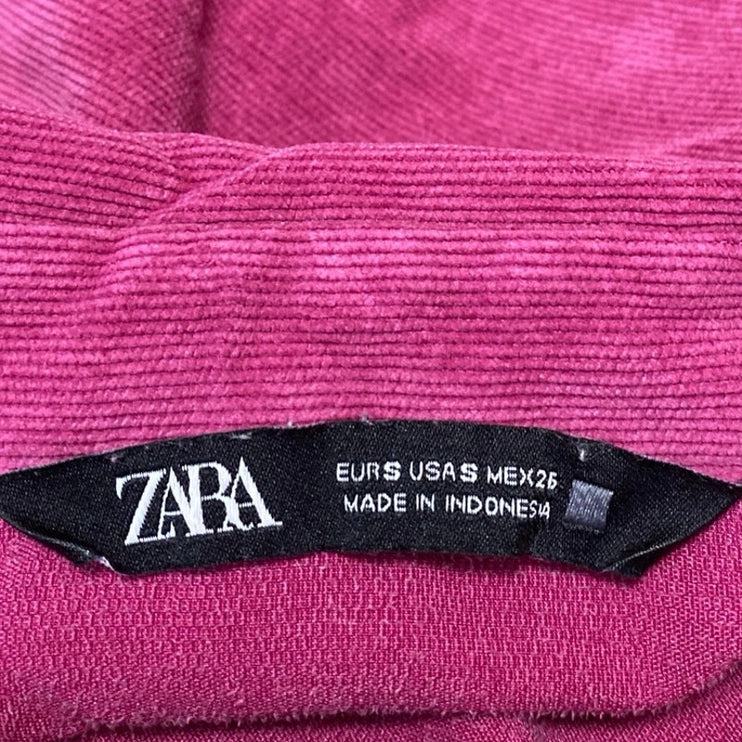 ZARA
EUR S USA S MEX 26
MADE IN INDONESIA